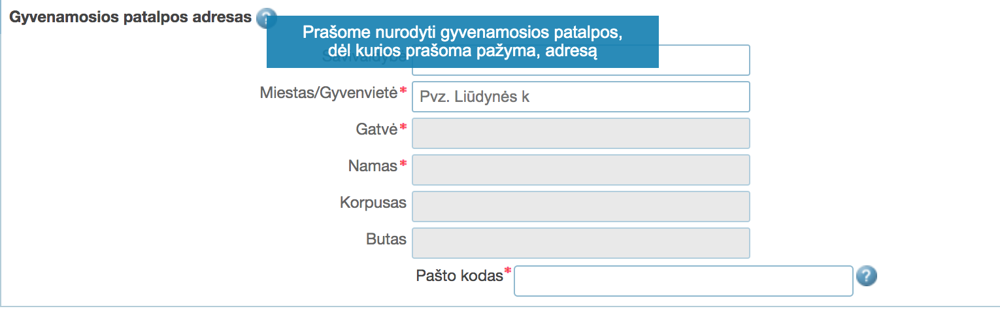 Gyvenamosios patalpos adresas ?
Prašome nurodyti gyvenamosios patalpos,
dėl kurios prašoma pažyma, adresą
Savivaldybė
Miestas/Gyvenvietė* Pvz. Liūdynės k
Gatvė*
Namas*
Korpusas
Butas
Pašto kodas* ?